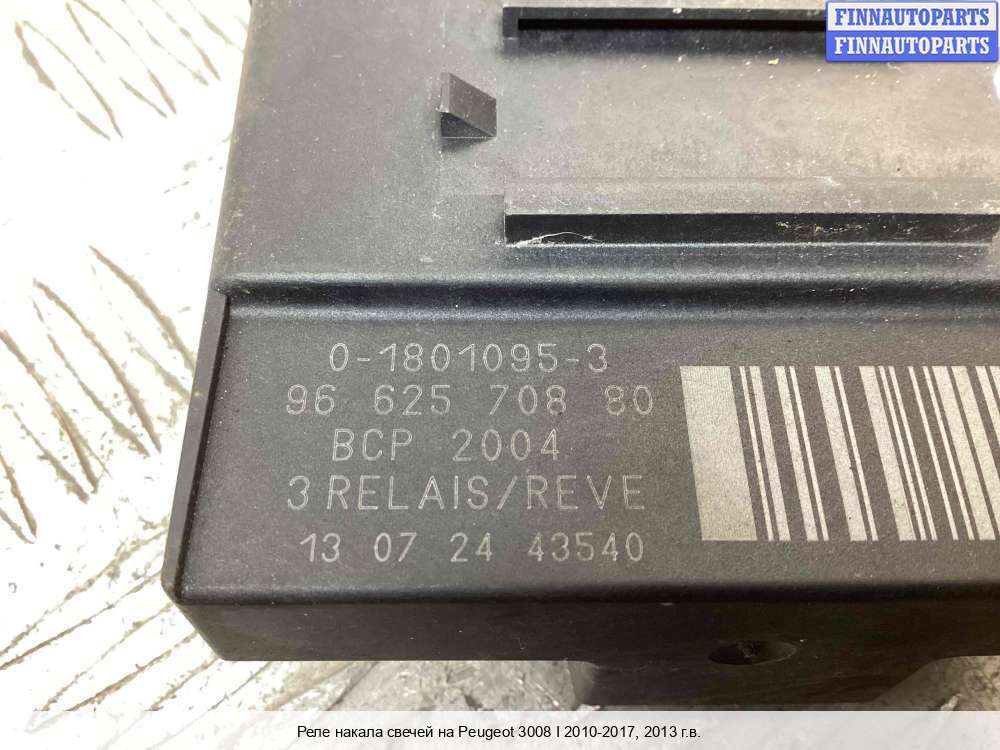 FINNAUTOPARTS
FINNAUTOPARTS
0-1801095-3
96 625 708 80
BCP 2004
3 RELAIS/REVE
13 07 24 43540
Реле накала свечей на Peugeot 3008 I 2010-2017, 2013 г.в.